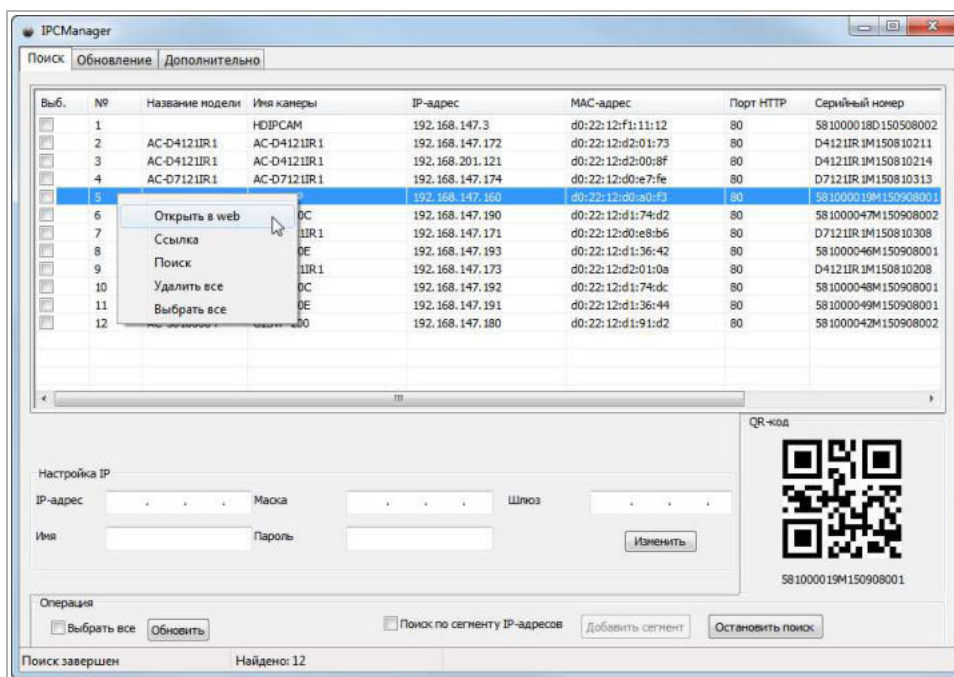 IPCManager
Поиск Обновление Дополнительно
Выб. № Название модели Имя камеры IP-адрес MAC-адрес Порт HTTP Серийный номер
1 HDIPCAM 192.168.147.3 d0:22:12:f1:11:12 80 581000018D150508002
2 AC-D4121IR1 AC-D4121IR1 192.168.147.172 d0:22:12:d2:01:73 80 D4121IR1M150810211
3 AC-D4121IR1 AC-D4121IR1 192.168.201.121 d0:22:12:d2:00:8f 80 D4121IR1M150810214
4 AC-D7121IR1 AC-D7121IR1 192.168.147.174 d0:22:12:d0:e7:fe 80 D7121IR1M150810313
5 192.168.147.160 d0:22:12:d0:a0:f3 80 581000019M150908001
6 0C 192.168.147.190 d0:22:12:d1:74:d2 80 581000047M150908002
7 1IR1 192.168.147.171 d0:22:12:d0:e8:b6 80 D7121IR1M150810308
8 0E 192.168.147.193 d0:22:12:d1:36:42 80 581000046M150908001
9 1IR1 192.168.147.173 d0:22:12:d2:01:0a 80 D4121IR1M150810208
10 0C 192.168.147.192 d0:22:12:d1:74:dc 80 581000048M150908001
11 0E 192.168.147.191 d0:22:12:d1:36:44 80 581000049M150908001
12 192.168.147.180 d0:22:12:d1:91:d2 80 581000042M150908002
Открыть в web
Ссылка
Поиск
Удалить все
Выбрать все
QR-код
Настройка IP
IP-адрес . . . Маска . . . Шлюз . . .
Имя Пароль Изменить
581000019M150908001
Операция
Выбрать все Обновить Поиск по сегменту IP-адресов Добавить сегмент Остановить поиск
Поиск завершен Найдено: 12